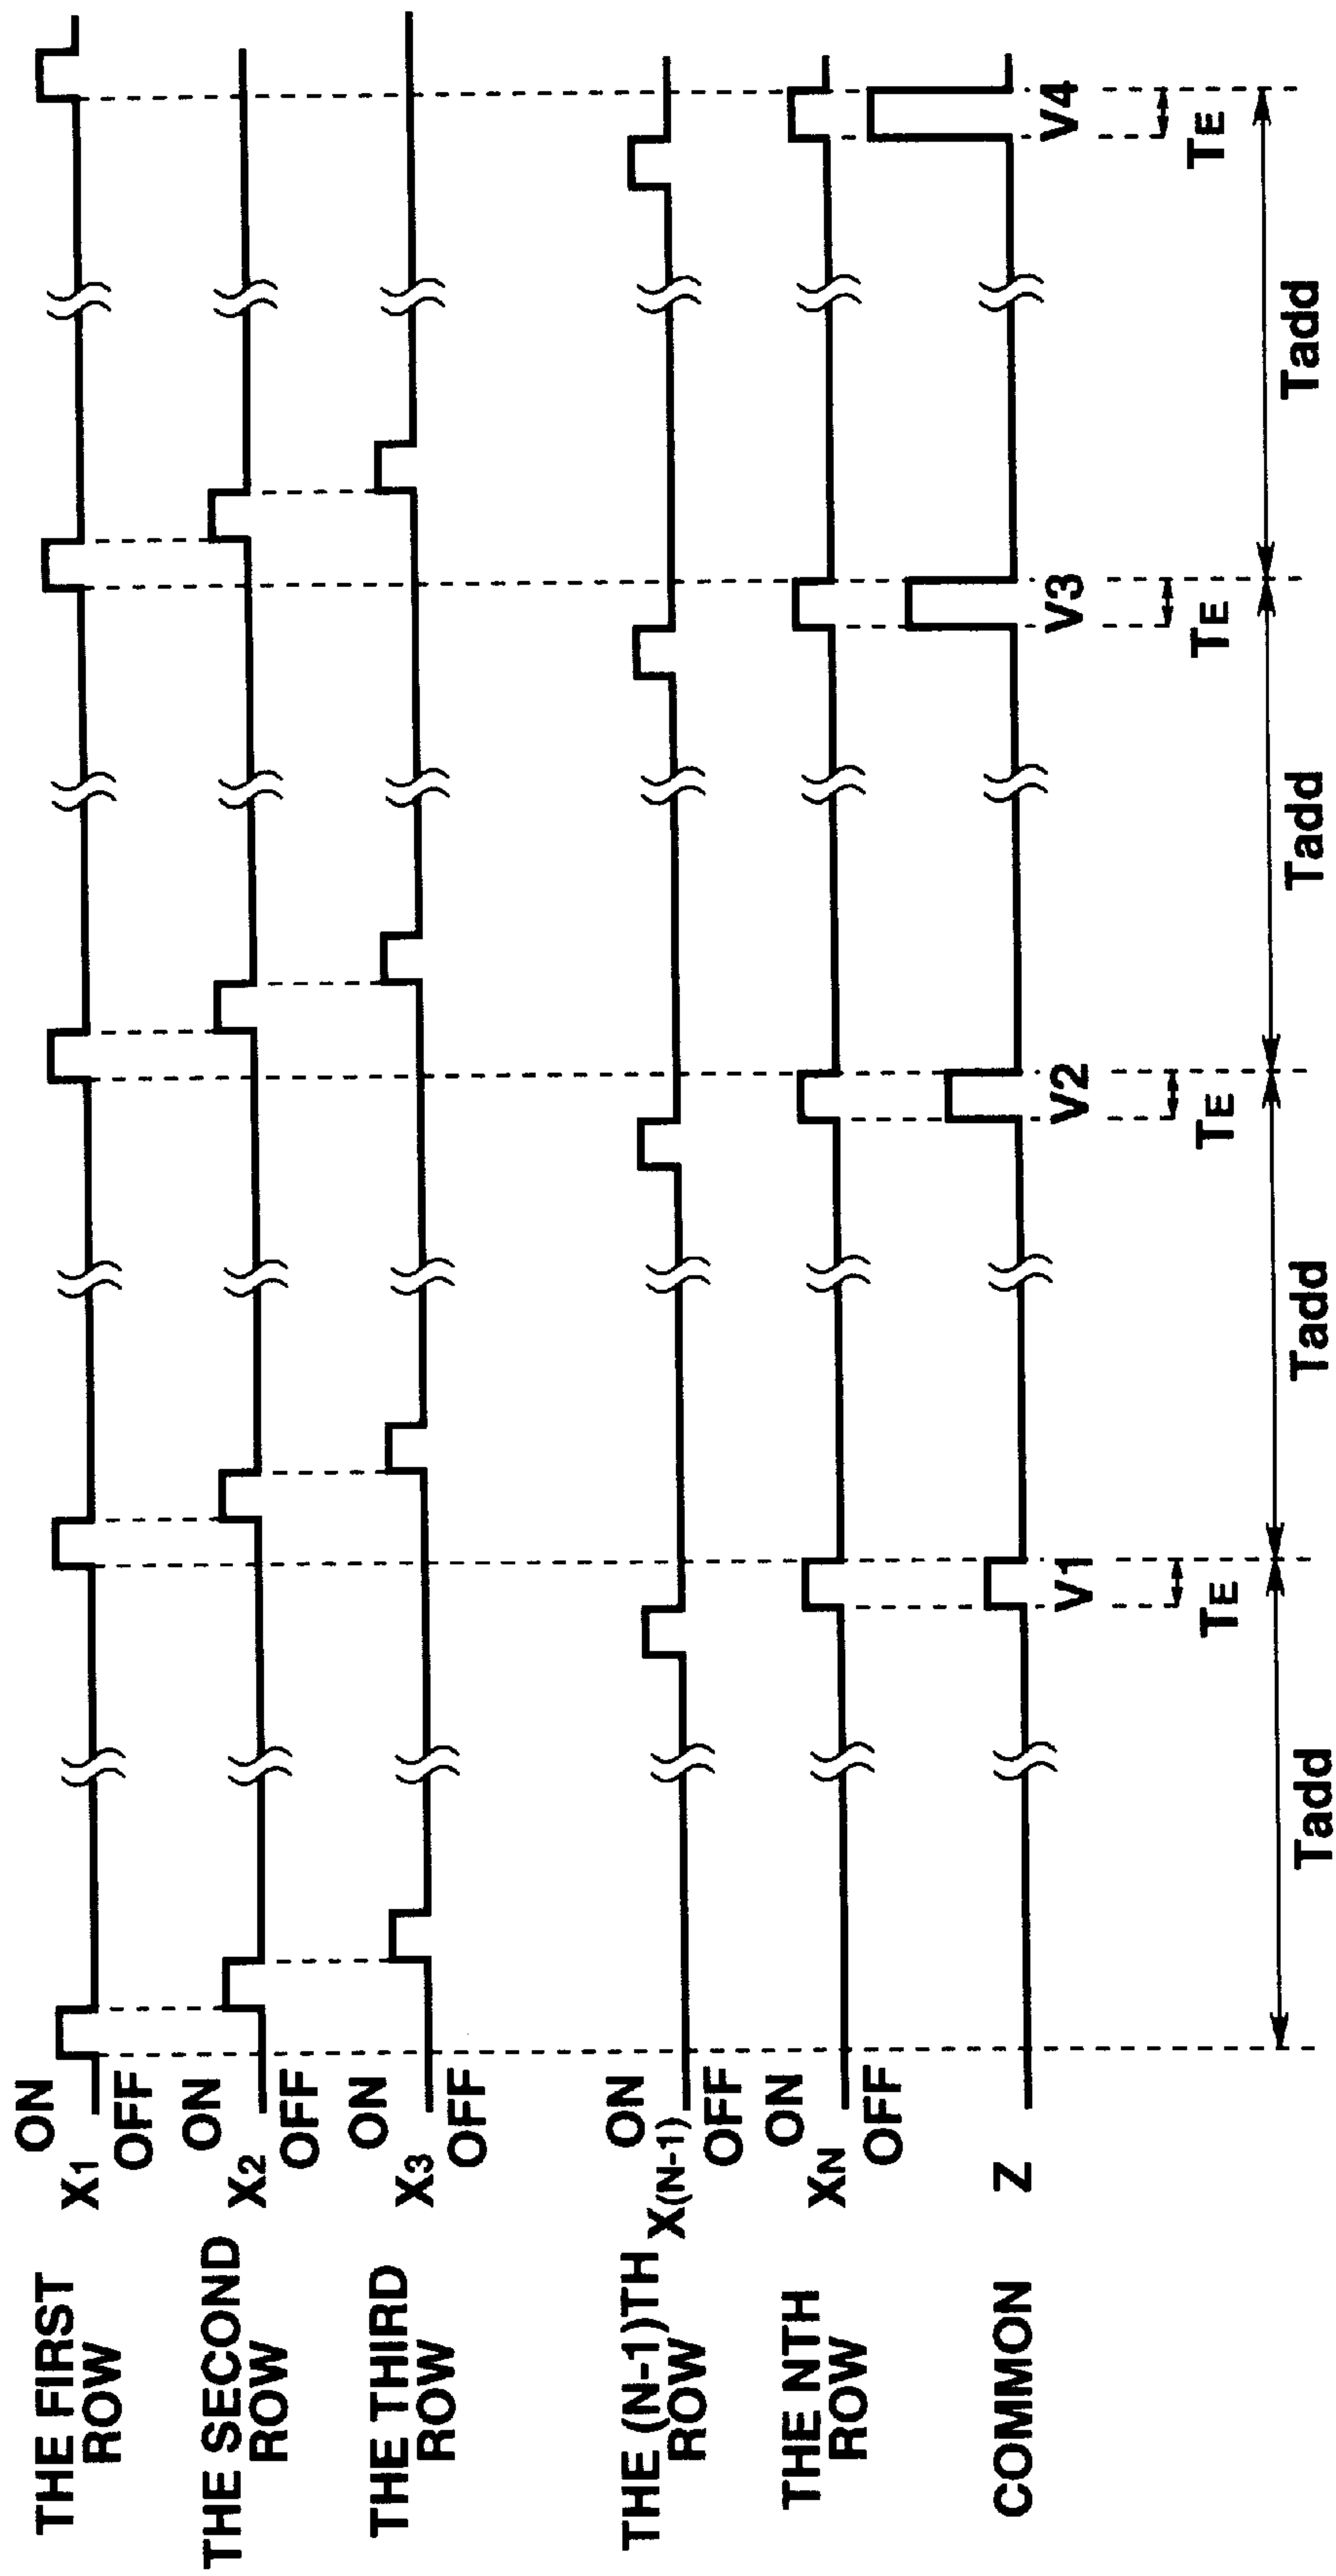 THE FIRST
ROW
X1
ON
OFF
THE SECOND
ROW
X2
ON
OFF
THE THIRD
ROW
X3
ON
OFF
THE (N-1)TH
ROW
X(N-1)
ON
OFF
THE NTH
ROW
XN
ON
OFF
COMMON Z
V1 V2 V3 V4
TE TE TE TE
Tadd Tadd Tadd Tadd